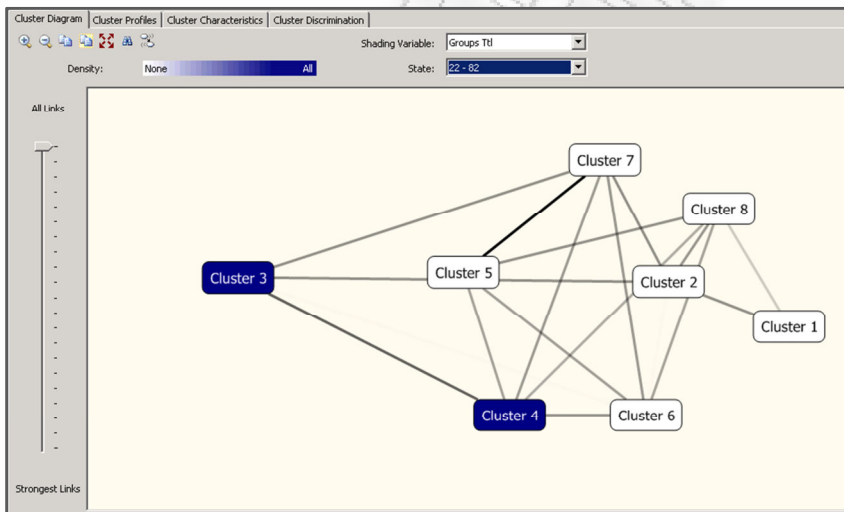 Cluster Diagram Cluster Profiles Cluster Characteristics Cluster Discrimination
Shading Variable: Groups Ttl
Density: None All State: 22 - 82
All Links
Cluster 7
Cluster 8
Cluster 5
Cluster 3
Cluster 2
Cluster 1
Cluster 4
Cluster 6
Strongest Links